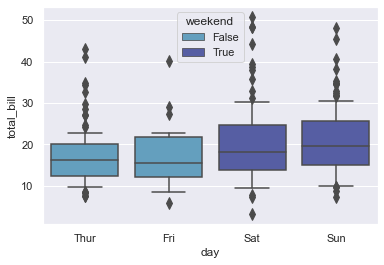 weekend
False
True
50
40
30
20
10
total_bill
Thur Fri Sat Sun
day